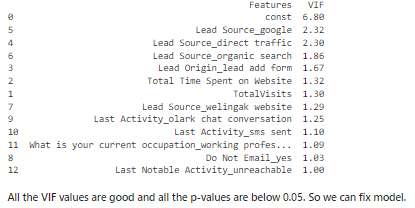 Features VIF
0 const 6.80
5 Lead Source_google 2.32
4 Lead Source_direct traffic 2.30
6 Lead Source_organic search 1.86
3 Lead Origin_lead add form 1.67
2 Total Time Spent on Website 1.32
1 TotalVisits 1.30
7 Lead Source_welingak website 1.29
9 Last Activity_olark chat conversation 1.25
10 Last Activity_sms sent 1.10
11 What is your current occupation_working profes... 1.09
8 Do Not Email_yes 1.03
12 Last Notable Activity_unreachable 1.00
All the VIF values are good and all the p-values are below 0.05. So we can fix model.